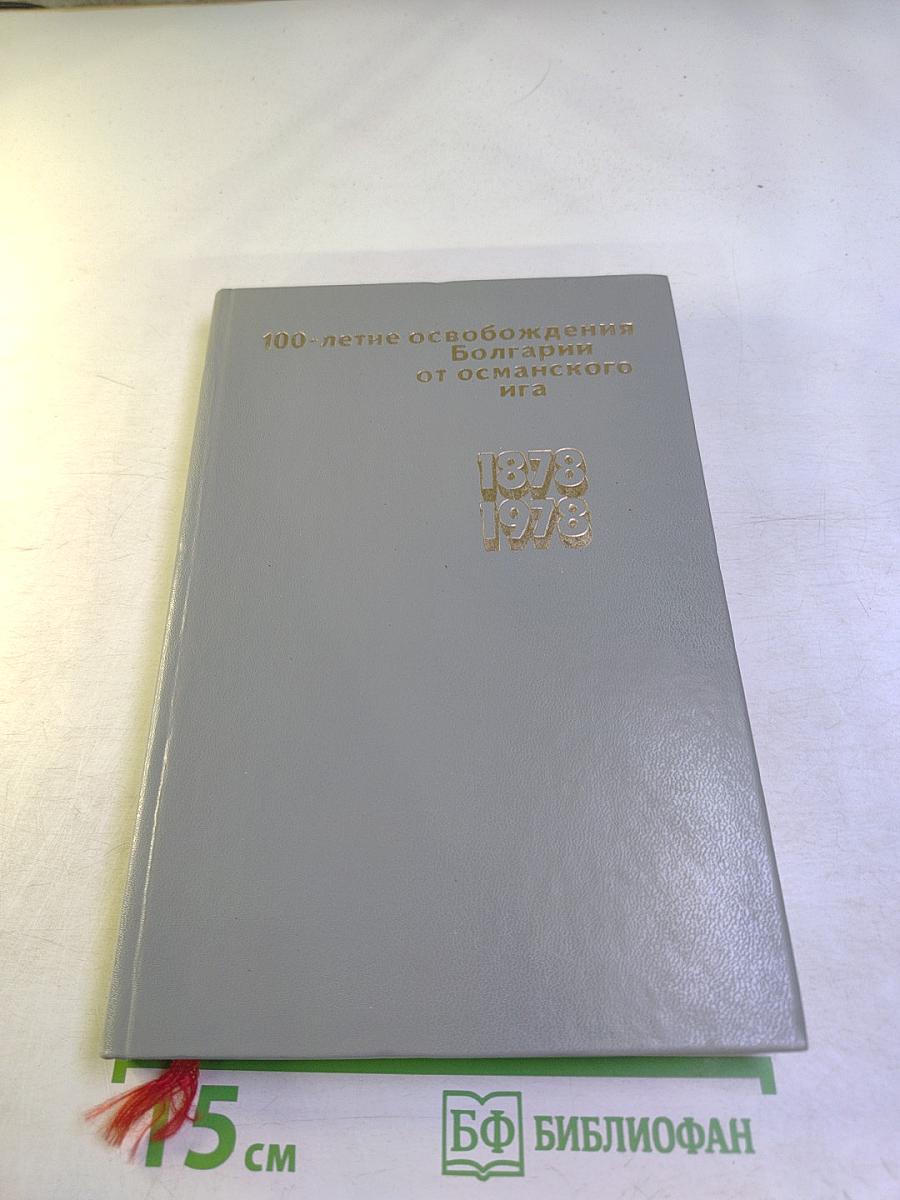 100-летие освобождения
Болгарии
от османского
ига
1878
1978
15 см
БФ БИБЛИОФАН